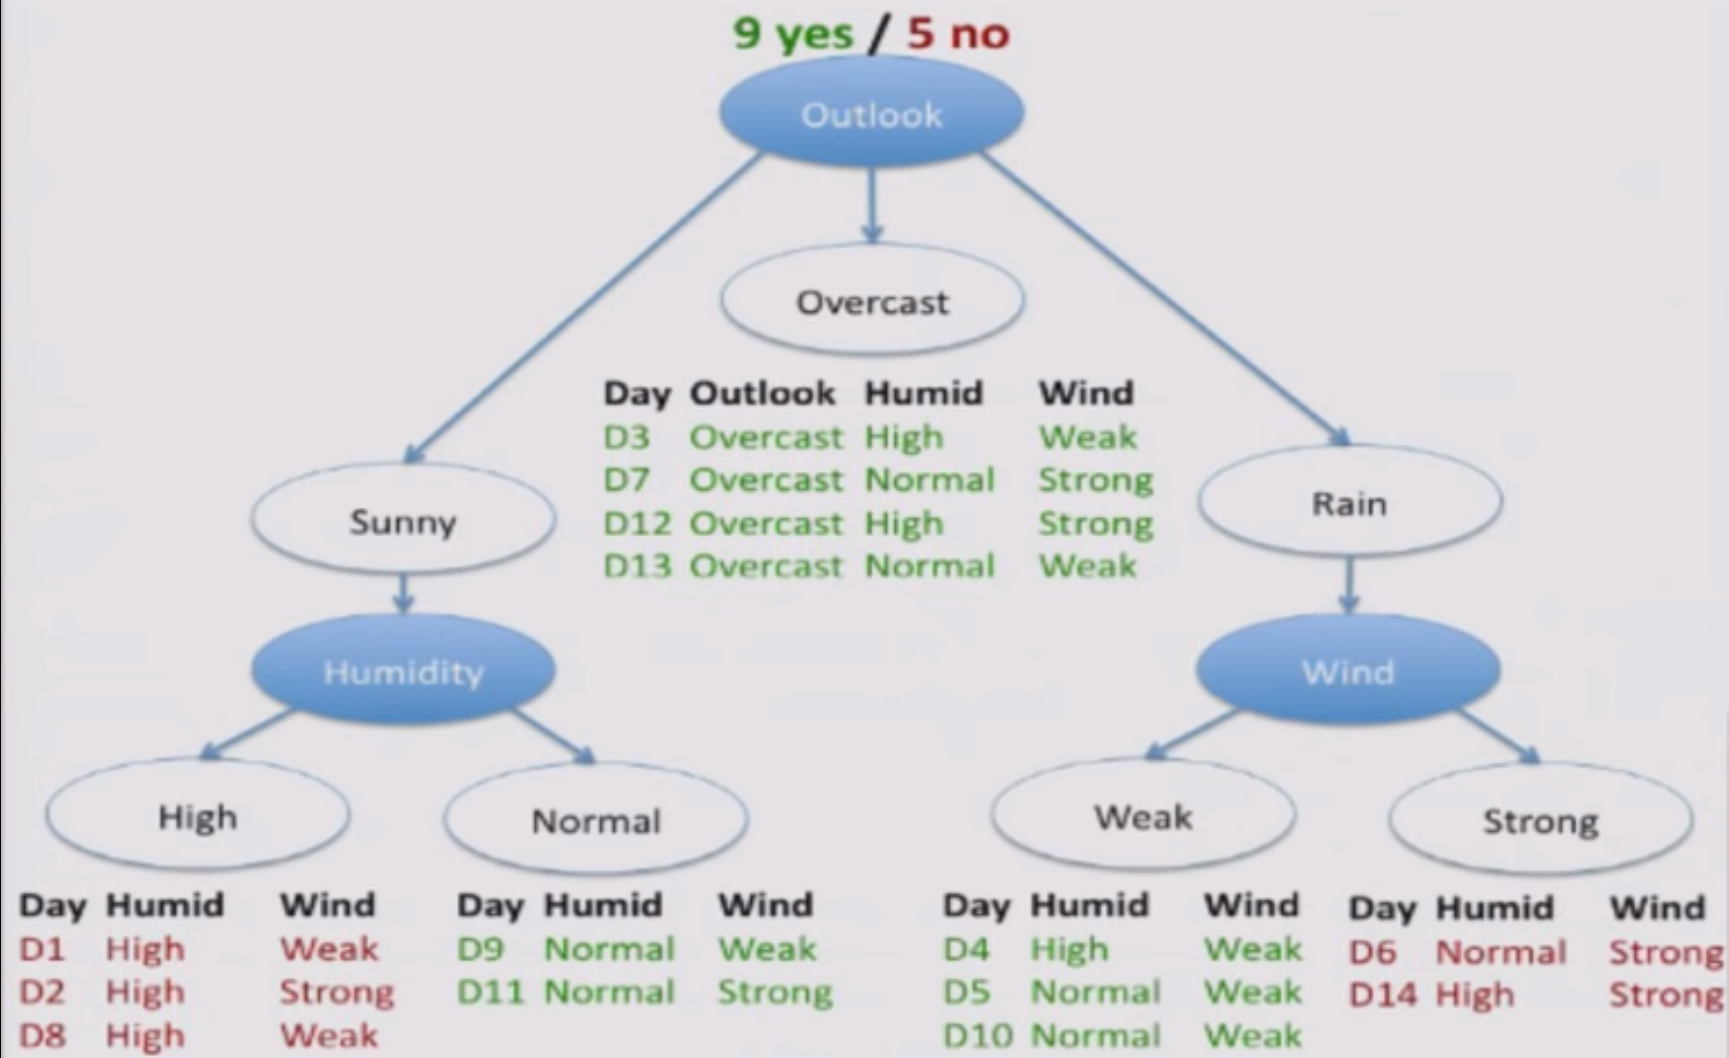 9 yes / 5 no
Outlook
Overcast
Day Outlook Humid Wind
D3 Overcast High Weak
D7 Overcast Normal Strong
D12 Overcast High Strong
D13 Overcast Normal Weak
Sunny
Rain
Humidity
Wind
High
Normal
Weak
Strong
Day Humid Wind
D1 High Weak
D2 High Strong
D8 High Weak
Day Humid Wind
D9 Normal Weak
D11 Normal Strong
Day Humid Wind
D4 High Weak
D5 Normal Weak
D10 Normal Weak
Day Humid Wind
D6 Normal Strong
D14 High Strong